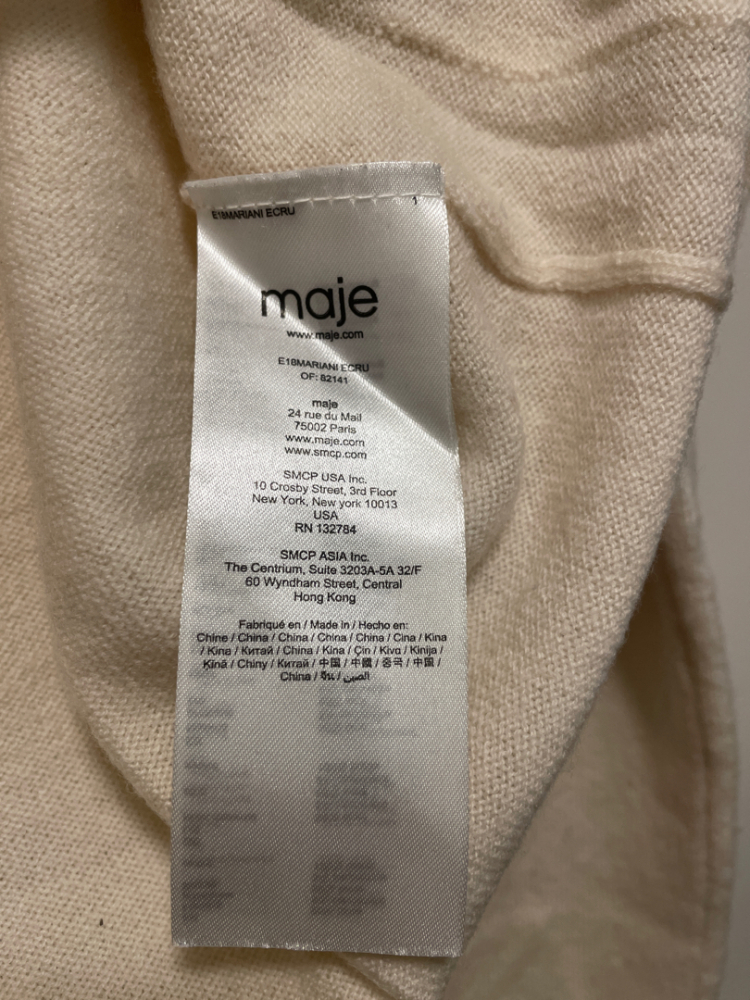 E18MARIANI ECRU 1
maje
www.maje.com
E18MARIANI ECRU
OF: 82141
maje
24 rue du Mail
75002 Paris
www.maje.com
www.smcp.com
SMCP USA Inc.
10 Crosby Street, 3rd Floor
New York, New york 10013
USA
RN 132784
SMCP ASIA Inc.
The Centrium, Suite 3203A-5A 32/F
60 Wyndham Street, Central
Hong Kong
Fabriqué en / Made in / Hecho en:
Chine / China / China / China / China / Cina / Kina
/ Kina / Китай / China / Kina / Çin / Κίνα / Kinija /
Ķīnā / Chiny / Китай / 中国 / 中國 / 중국 / 中国 /
China / จีน / الصين